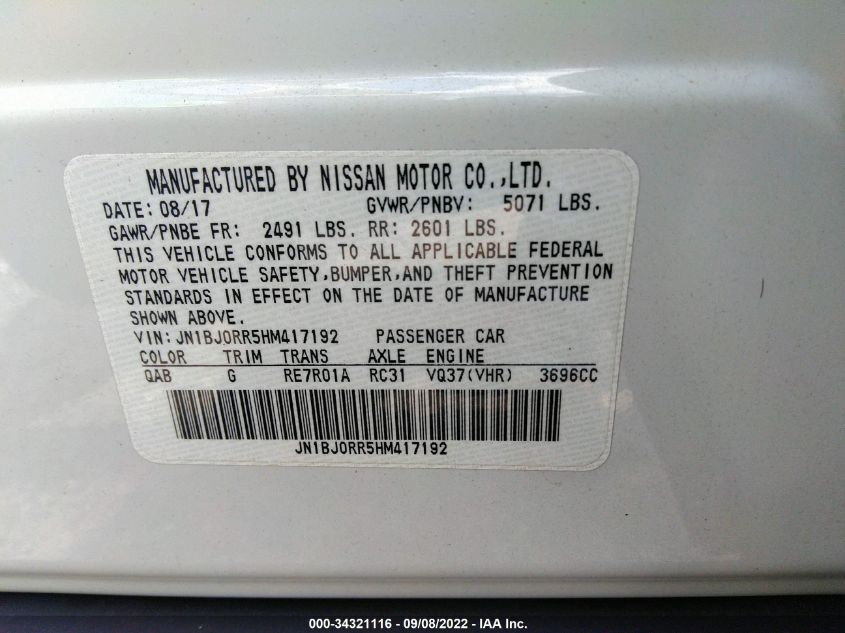 MANUFACTURED BY NISSAN MOTOR CO.,LTD.
DATE: 08/17 GVWR/PNBV: 5071 LBS.
GAWR/PNBE FR: 2491 LBS. RR: 2601 LBS.
THIS VEHICLE CONFORMS TO ALL APPLICABLE FEDERAL
MOTOR VEHICLE SAFETY,BUMPER,AND THEFT PREVENTION
STANDARDS IN EFFECT ON THE DATE OF MANUFACTURE
SHOWN ABOVE.
VIN: JN1BJ0RR5HM417192 PASSENGER CAR
COLOR TRIM TRANS AXLE ENGINE
QAB G RE7R01A RC31 VQ37(VHR) 3696CC
JN1BJ0RR5HM417192
000-34321116 - 09/08/2022 - IAA Inc.